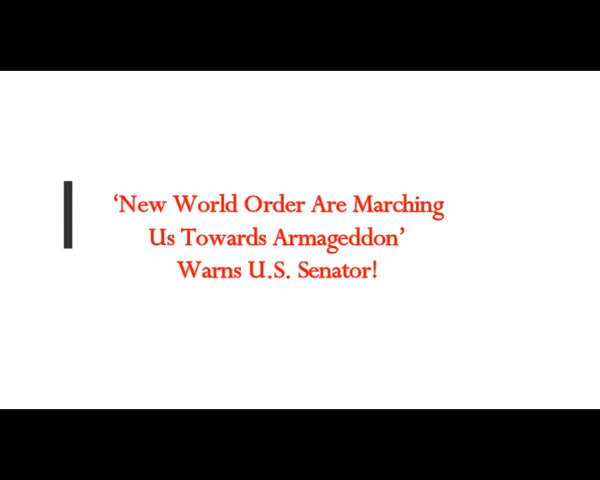 ‘New World Order Are Marching
Us Towards Armageddon’
Warns U.S. Senator!